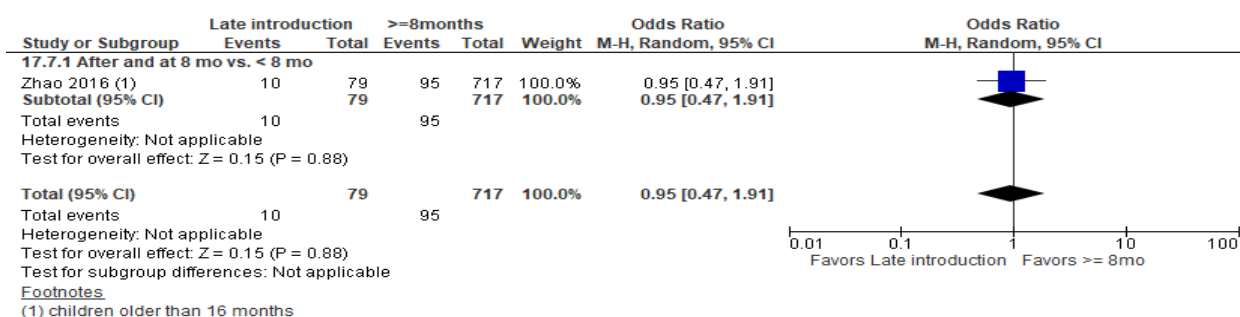 Late introduction >=8months Odds Ratio Odds Ratio
Study or Subgroup Events Total Events Total Weight M-H, Random, 95% CI M-H, Random, 95% CI
17.7.1 After and at 8 mo vs. < 8 mo
Zhao 2016 (1) 10 79 95 717 100.0% 0.95 [0.47, 1.91]
Subtotal (95% CI) 79 717 100.0% 0.95 [0.47, 1.91]
Total events 10 95
Heterogeneity: Not applicable
Test for overall effect: Z = 0.15 (P = 0.88)
Total (95% CI) 79 717 100.0% 0.95 [0.47, 1.91]
Total events 10 95
Heterogeneity: Not applicable
Test for overall effect: Z = 0.15 (P = 0.88)
Test for subgroup differences: Not applicable
0.01 0.1 1 10 100
Favors Late introduction Favors >= 8mo
Footnotes
(1) children older than 16 months